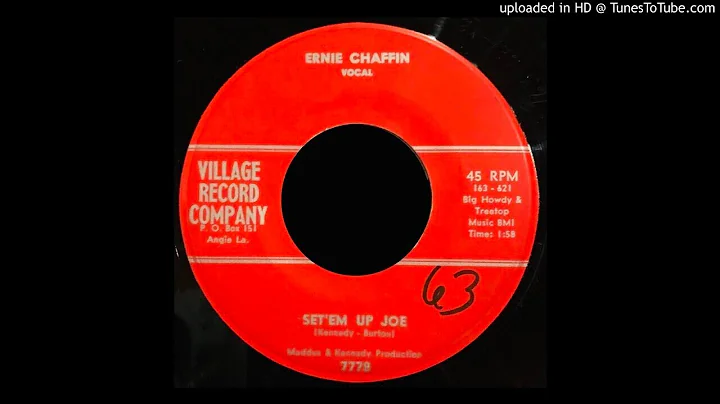 uploaded in HD @ TunesToTube.com
ERNIE CHAFFIN
VOCAL
VILLAGE
RECORD
COMPANY
P. O. Box 151
Angie La.
45 RPM
163 - 621
Big Howdy &
Treetop
Music BMI
Time: 1:58
63
SET'EM UP JOE
(Kennedy - Burton)
Maddux & Kennedy Production
7779